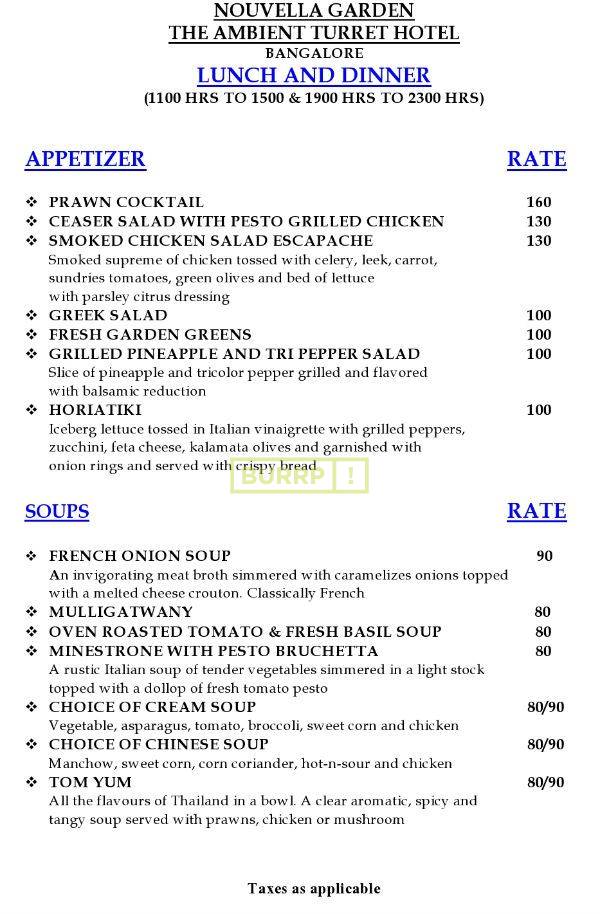 NOUVELLA GARDEN
THE AMBIENT TURRET HOTEL
BANGALORE
LUNCH AND DINNER
(1100 HRS TO 1500 & 1900 HRS TO 2300 HRS)
APPETIZER RATE
❖ PRAWN COCKTAIL 160
❖ CEASER SALAD WITH PESTO GRILLED CHICKEN 130
❖ SMOKED CHICKEN SALAD ESCAPACHE 130
Smoked supreme of chicken tossed with celery, leek, carrot,
sundries tomatoes, green olives and bed of lettuce
with parsley citrus dressing
❖ GREEK SALAD 100
❖ FRESH GARDEN GREENS 100
❖ GRILLED PINEAPPLE AND TRI PEPPER SALAD 100
Slice of pineapple and tricolor pepper grilled and flavored
with balsamic reduction
❖ HORIATIKI 100
Iceberg lettuce tossed in Italian vinaigrette with grilled peppers,
zucchini, feta cheese, kalamata olives and garnished with
onion rings and served with crispy bread
BURRP!
SOUPS RATE
❖ FRENCH ONION SOUP 90
An invigorating meat broth simmered with caramelizes onions topped
with a melted cheese crouton. Classically French
❖ MULLIGATWANY 80
❖ OVEN ROASTED TOMATO & FRESH BASIL SOUP 80
❖ MINESTRONE WITH PESTO BRUCHETTA 80
A rustic Italian soup of tender vegetables simmered in a light stock
topped with a dollop of fresh tomato pesto
❖ CHOICE OF CREAM SOUP 80/90
Vegetable, asparagus, tomato, broccoli, sweet corn and chicken
❖ CHOICE OF CHINESE SOUP 80/90
Manchow, sweet corn, corn coriander, hot-n-sour and chicken
❖ TOM YUM 80/90
All the flavours of Thailand in a bowl. A clear aromatic, spicy and
tangy soup served with prawns, chicken or mushroom
Taxes as applicable